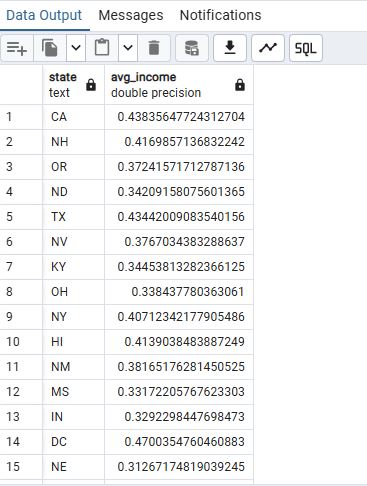 Data Output Messages Notifications
SQL
state avg_income
text double precision
1 CA 0.43835647724312704
2 NH 0.4169857136832242
3 OR 0.37241571712787136
4 ND 0.34209158075601365
5 TX 0.43442009083540156
6 NV 0.3767034383288637
7 KY 0.34453813282366125
8 OH 0.338437780363061
9 NY 0.40712342177905486
10 HI 0.4139038483887249
11 NM 0.38165176281450525
12 MS 0.33172205767623303
13 IN 0.3292298447698473
14 DC 0.4700354760460883
15 NE 0.31267174819039245